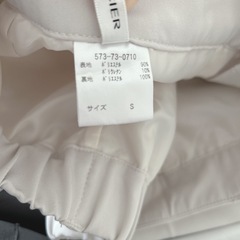 IER
573-73-0710
表地 ポリエステル 90%
ポリウレタン 10%
裏地 ポリエステル 100%
サイズ S